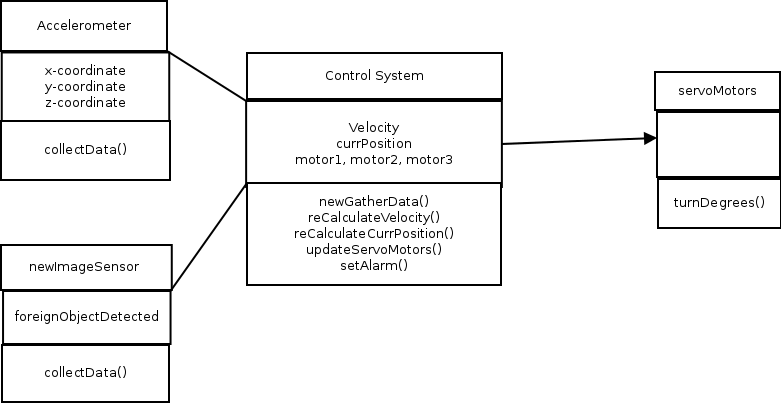 Accelerometer
x-coordinate
y-coordinate
z-coordinate
collectData()
newImageSensor
foreignObjectDetected
collectData()
Control System
Velocity
currPosition
motor1, motor2, motor3
newGatherData()
reCalculateVelocity()
reCalculateCurrPosition()
updateServoMotors()
setAlarm()
servoMotors
turnDegrees()